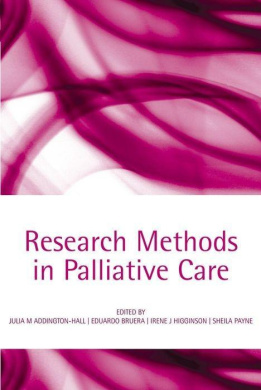 Research Methods
in Palliative Care
EDITED BY
JULIA M ADDINGTON-HALL | EDUARDO BRUERA | IRENE J HIGGINSON | SHEILA PAYNE